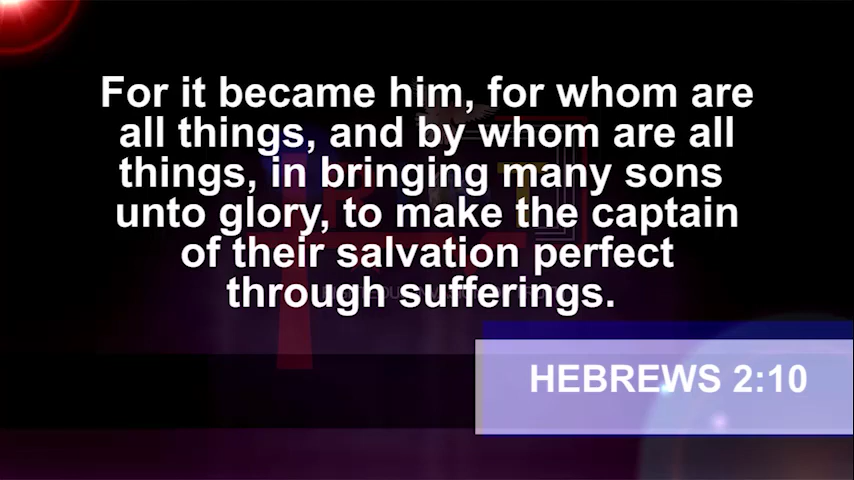 For it became him, for whom are
all things, and by whom are all
things, in bringing many sons
unto glory, to make the captain
of their salvation perfect
through sufferings.
HEBREWS 2:10